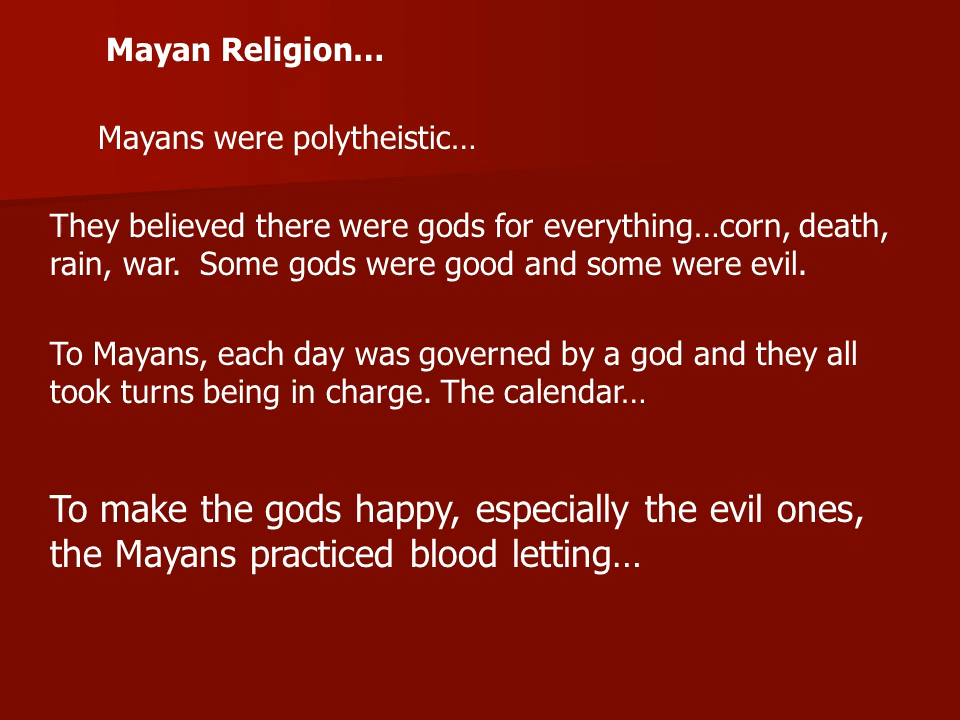 Mayan Religion…
Mayans were polytheistic…
They believed there were gods for everything…corn, death,
rain, war.  Some gods were good and some were evil.
To Mayans, each day was governed by a god and they all
took turns being in charge. The calendar…
To make the gods happy, especially the evil ones,
the Mayans practiced blood letting…